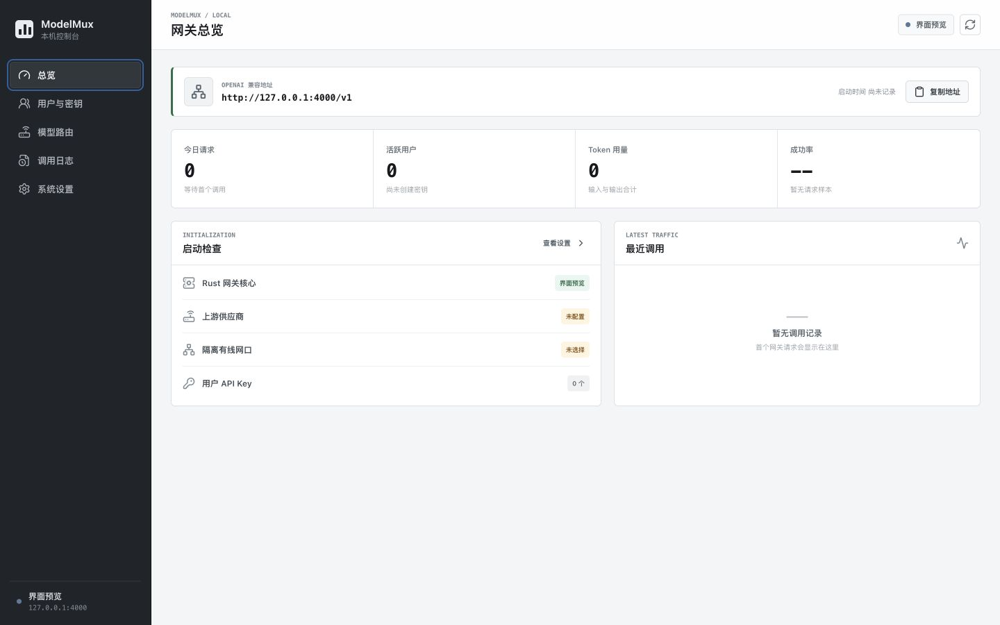 ModelMux
本机控制台
总览
用户与密钥
模型路由
调用日志
系统设置
界面预览
127.0.0.1:4000
MODELMUX / LOCAL
网关总览
界面预览
OPENAI 兼容地址
http://127.0.0.1:4000/v1
启动时间 尚未记录
复制地址
今日请求
0
等待首个调用
活跃用户
0
尚未创建密钥
Token 用量
0
输入与输出合计
成功率
——
暂无请求样本
INITIALIZATION
启动检查
查看设置
Rust 网关核心
界面预览
上游供应商
未配置
隔离有线网口
未选择
用户 API Key
0 个
LATEST TRAFFIC
最近调用
暂无调用记录
首个网关请求会显示在这里